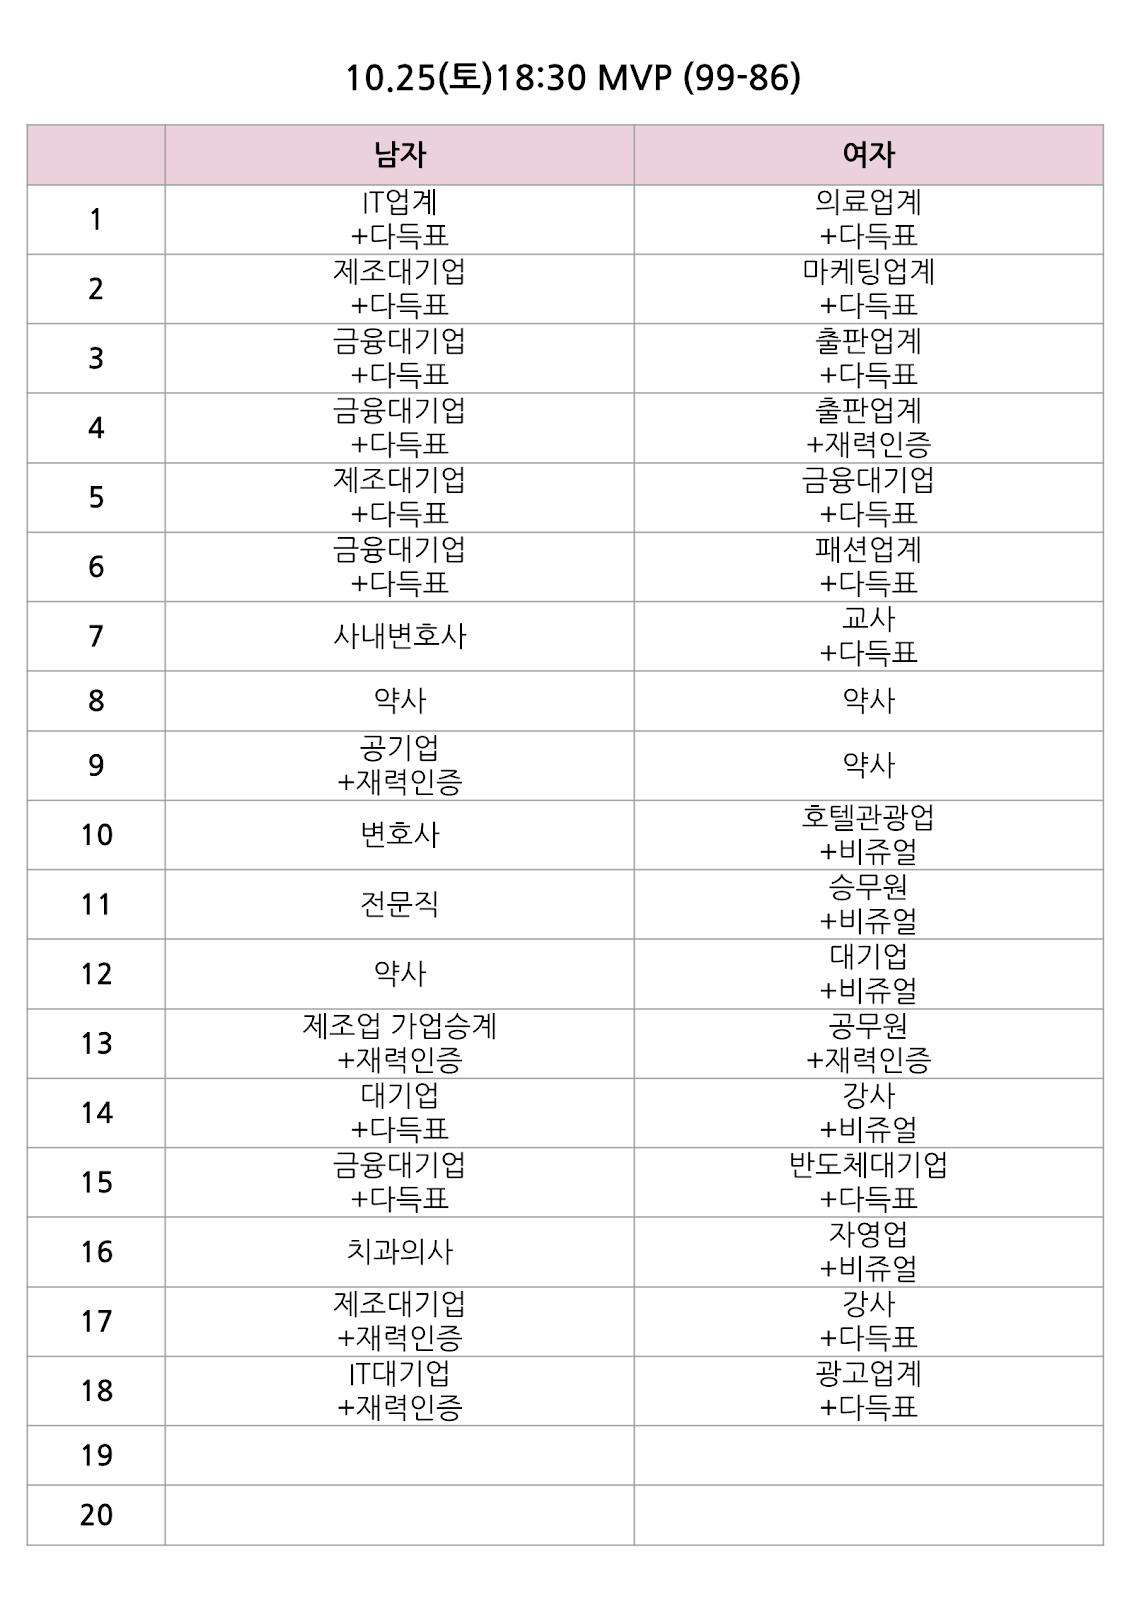 10.25(토)18:30 MVP (99-86)
남자 여자
1 IT업계 +다득표 의료업계 +다득표
2 제조대기업 +다득표 마케팅업계 +다득표
3 금융대기업 +다득표 출판업계 +다득표
4 금융대기업 +다득표 출판업계 +재력인증
5 제조대기업 +다득표 금융대기업 +다득표
6 금융대기업 +다득표 패션업계 +다득표
7 사내변호사 교사 +다득표
8 약사 약사
9 공기업 +재력인증 약사
10 변호사 호텔관광업 +비쥬얼
11 전문직 승무원 +비쥬얼
12 약사 대기업 +비쥬얼
13 제조업 가업승계 +재력인증 공무원 +재력인증
14 대기업 +다득표 강사 +비쥬얼
15 금융대기업 +다득표 반도체대기업 +다득표
16 치과의사 자영업 +비쥬얼
17 제조대기업 +재력인증 강사 +다득표
18 IT대기업 +재력인증 광고업계 +다득표
19
20